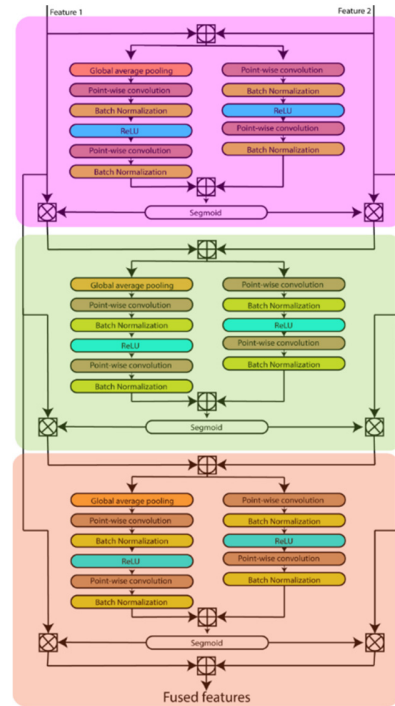 Feature 1
Feature 2
Global average pooling
Point-wise convolution
Point-wise convolution
Batch Normalization
Batch Normalization
ReLU
ReLU
Point-wise convolution
Point-wise convolution
Batch Normalization
Batch Normalization
Segmoid
Global average pooling
Point-wise convolution
Point-wise convolution
Batch Normalization
Batch Normalization
ReLU
ReLU
Point-wise convolution
Point-wise convolution
Batch Normalization
Batch Normalization
Segmoid
Global average pooling
Point-wise convolution
Point-wise convolution
Batch Normalization
Batch Normalization
ReLU
ReLU
Point-wise convolution
Point-wise convolution
Batch Normalization
Batch Normalization
Segmoid
Fused features